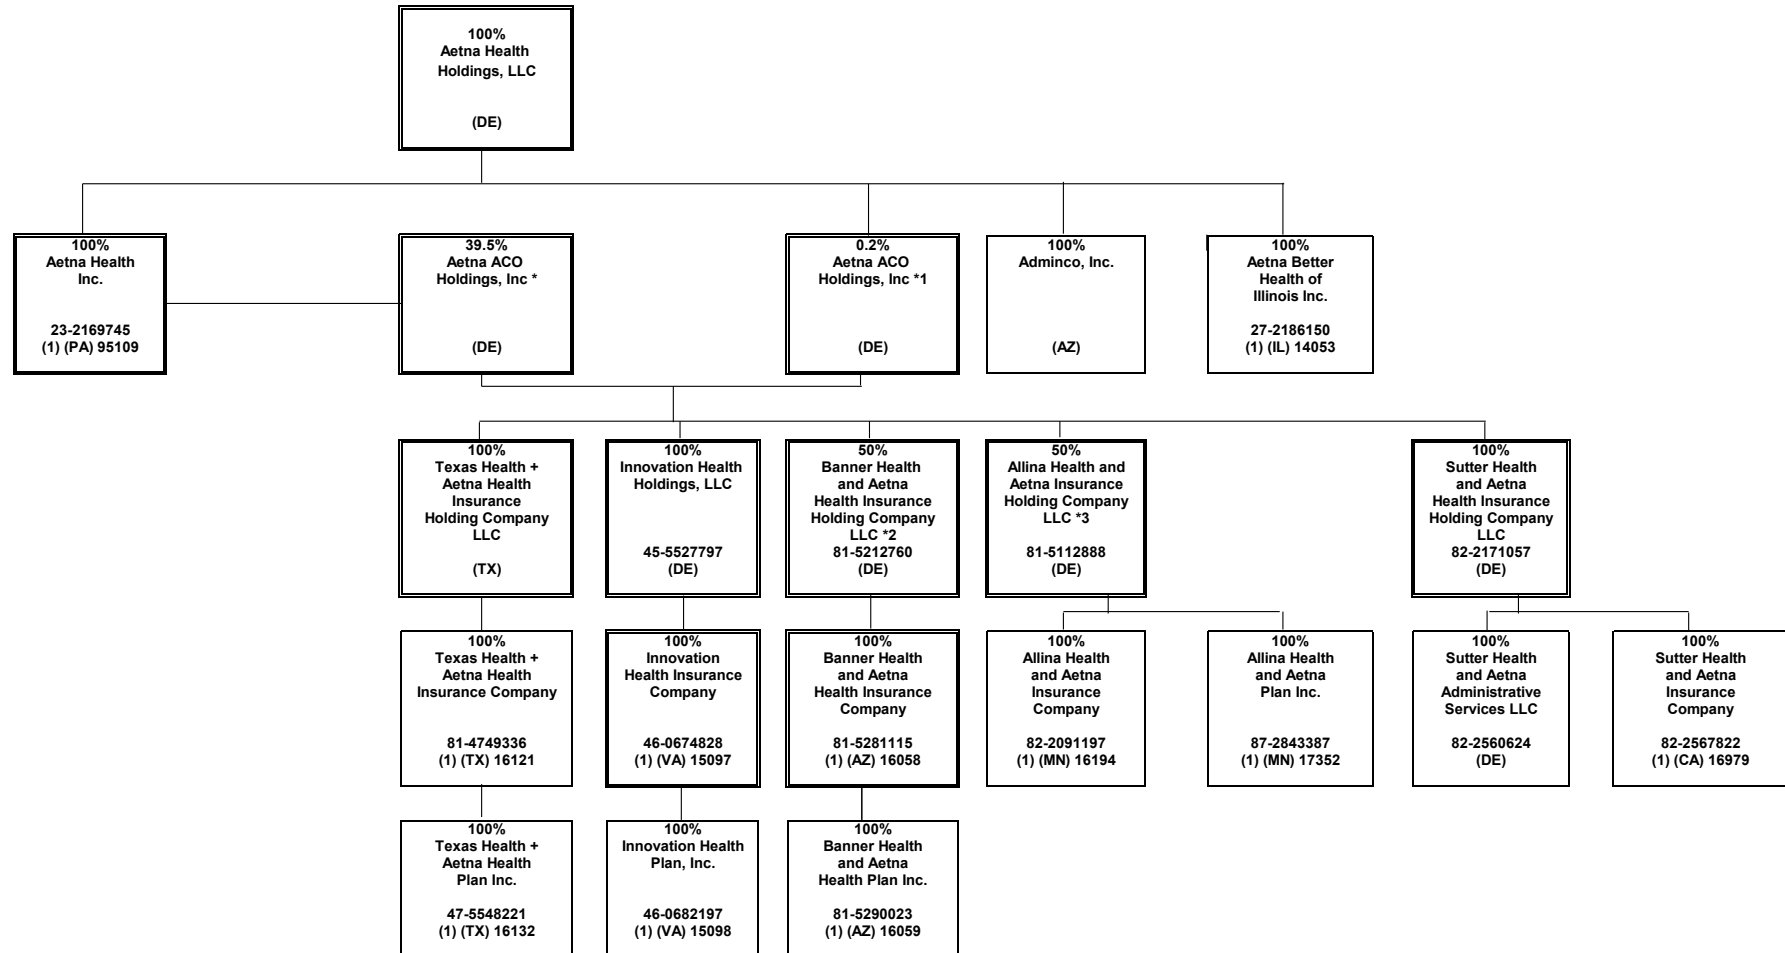 100%
Aetna Health
Holdings, LLC
(DE)
100%
Aetna Health
Inc.
23-2169745
(1) (PA) 95109
39.5%
Aetna ACO
Holdings, Inc *
(DE)
0.2%
Aetna ACO
Holdings, Inc *1
(DE)
100%
Adminco, Inc.
(AZ)
100%
Aetna Better
Health of
Illinois Inc.
27-2186150
(1) (IL) 14053
100%
Texas Health +
Aetna Health
Insurance
Holding Company
LLC
(TX)
100%
Innovation Health
Holdings, LLC
45-5527797
(DE)
50%
Banner Health
and Aetna
Health Insurance
Holding Company
LLC *2
81-5212760
(DE)
50%
Allina Health and
Aetna Insurance
Holding Company
LLC *3
81-5112888
(DE)
100%
Sutter Health
and Aetna
Health Insurance
Holding Company
LLC
82-2171057
(DE)
100%
Texas Health +
Aetna Health
Insurance Company
81-4749336
(1) (TX) 16121
100%
Innovation
Health Insurance
Company
46-0674828
(1) (VA) 15097
100%
Banner Health
and Aetna
Health Insurance
Company
81-5281115
(1) (AZ) 16058
100%
Allina Health
and Aetna
Insurance
Company
82-2091197
(1) (MN) 16194
100%
Allina Health
and Aetna
Plan Inc.
87-2843387
(1) (MN) 17352
100%
Sutter Health
and Aetna
Administrative
Services LLC
82-2560624
(DE)
100%
Sutter Health
and Aetna
Insurance
Company
82-2567822
(1) (CA) 16979
100%
Texas Health +
Aetna Health
Plan Inc.
47-5548221
(1) (TX) 16132
100%
Innovation Health
Plan, Inc.
46-0682197
(1) (VA) 15098
100%
Banner Health
and Aetna
Health Plan Inc.
81-5290023
(1) (AZ) 16059